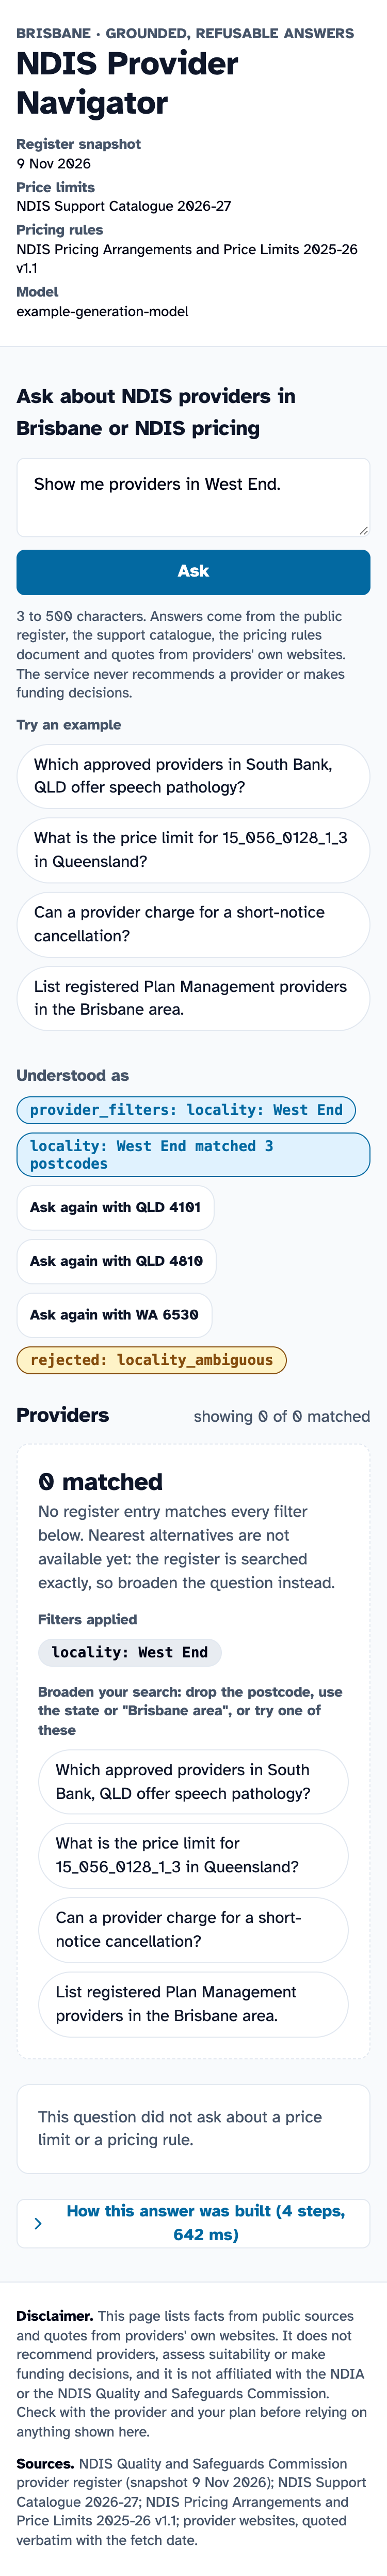 BRISBANE · GROUNDED, REFUSABLE ANSWERS
NDIS Provider
Navigator
Register snapshot
9 Nov 2026
Price limits
NDIS Support Catalogue 2026-27
Pricing rules
NDIS Pricing Arrangements and Price Limits 2025-26
v1.1
Model
example-generation-model
Ask about NDIS providers in
Brisbane or NDIS pricing
Show me providers in West End.
Ask
3 to 500 characters. Answers come from the public
register, the support catalogue, the pricing rules
document and quotes from providers' own websites.
The service never recommends a provider or makes
funding decisions.
Try an example
Which approved providers in South Bank,
QLD offer speech pathology?
What is the price limit for 15_056_0128_1_3
in Queensland?
Can a provider charge for a short-notice
cancellation?
List registered Plan Management providers
in the Brisbane area.
Understood as
provider_filters: locality: West End
locality: West End matched 3
postcodes
Ask again with QLD 4101
Ask again with QLD 4810
Ask again with WA 6530
rejected: locality_ambiguous
Providers showing 0 of 0 matched
0 matched
No register entry matches every filter
below. Nearest alternatives are not
available yet: the register is searched
exactly, so broaden the question instead.
Filters applied
locality: West End
Broaden your search: drop the postcode, use
the state or "Brisbane area", or try one of
these
Which approved providers in South
Bank, QLD offer speech pathology?
What is the price limit for
15_056_0128_1_3 in Queensland?
Can a provider charge for a short-
notice cancellation?
List registered Plan Management
providers in the Brisbane area.
This question did not ask about a price
limit or a pricing rule.
How this answer was built (4 steps,
642 ms)
Disclaimer. This page lists facts from public sources
and quotes from providers' own websites. It does not
recommend providers, assess suitability or make
funding decisions, and it is not affiliated with the NDIA
or the NDIS Quality and Safeguards Commission.
Check with the provider and your plan before relying on
anything shown here.
Sources. NDIS Quality and Safeguards Commission
provider register (snapshot 9 Nov 2026); NDIS Support
Catalogue 2026-27; NDIS Pricing Arrangements and
Price Limits 2025-26 v1.1; provider websites, quoted
verbatim with the fetch date.